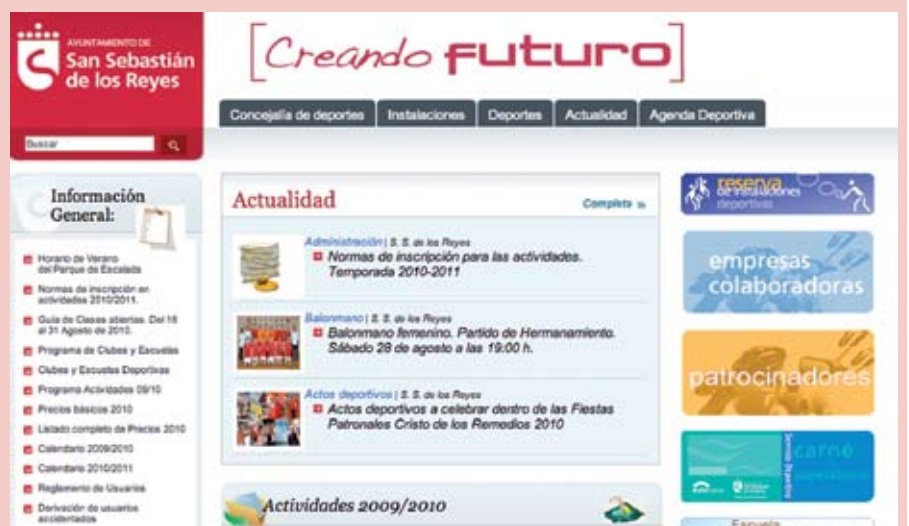 AYUNTAMIENTO DE
San Sebastián
de los Reyes
[Creando futuro]
Concejalía de deportes
Instalaciones
Deportes
Actualidad
Agenda Deportiva
Buscar
Información
General:
Horario de Verano
del Parque de Escalada
Normas de inscripción en
actividades 2010/2011.
Guía de Clases abiertas. Del 16
al 31 Agosto de 2010.
Programa de Clubes y Escuelas
Clubes y Escuelas Deportivas
Programa Actividades 09/10
Precios básicos 2010
Listado completo de Precios 2010
Calendario 2009/2010
Calendario 2010/2011
Reglamento de Usuarios
Derivación de usuarios
accidentados
Actualidad
Completa »
Administración | S. S. de los Reyes
Normas de inscripción para las actividades.
Temporada 2010-2011
Balonmano | S. S. de los Reyes
Balonmano femenino. Partido de Hermanamiento.
Sábado 28 de agosto a las 19:00 h.
Actos deportivos | S. S. de los Reyes
Actos deportivos a celebrar dentro de las Fiestas
Patronales Cristo de los Remedios 2010
Actividades 2009/2010
reserva
de instalaciones
deportivas
empresas
colaboradoras
patrocinadores
carné
Escuela